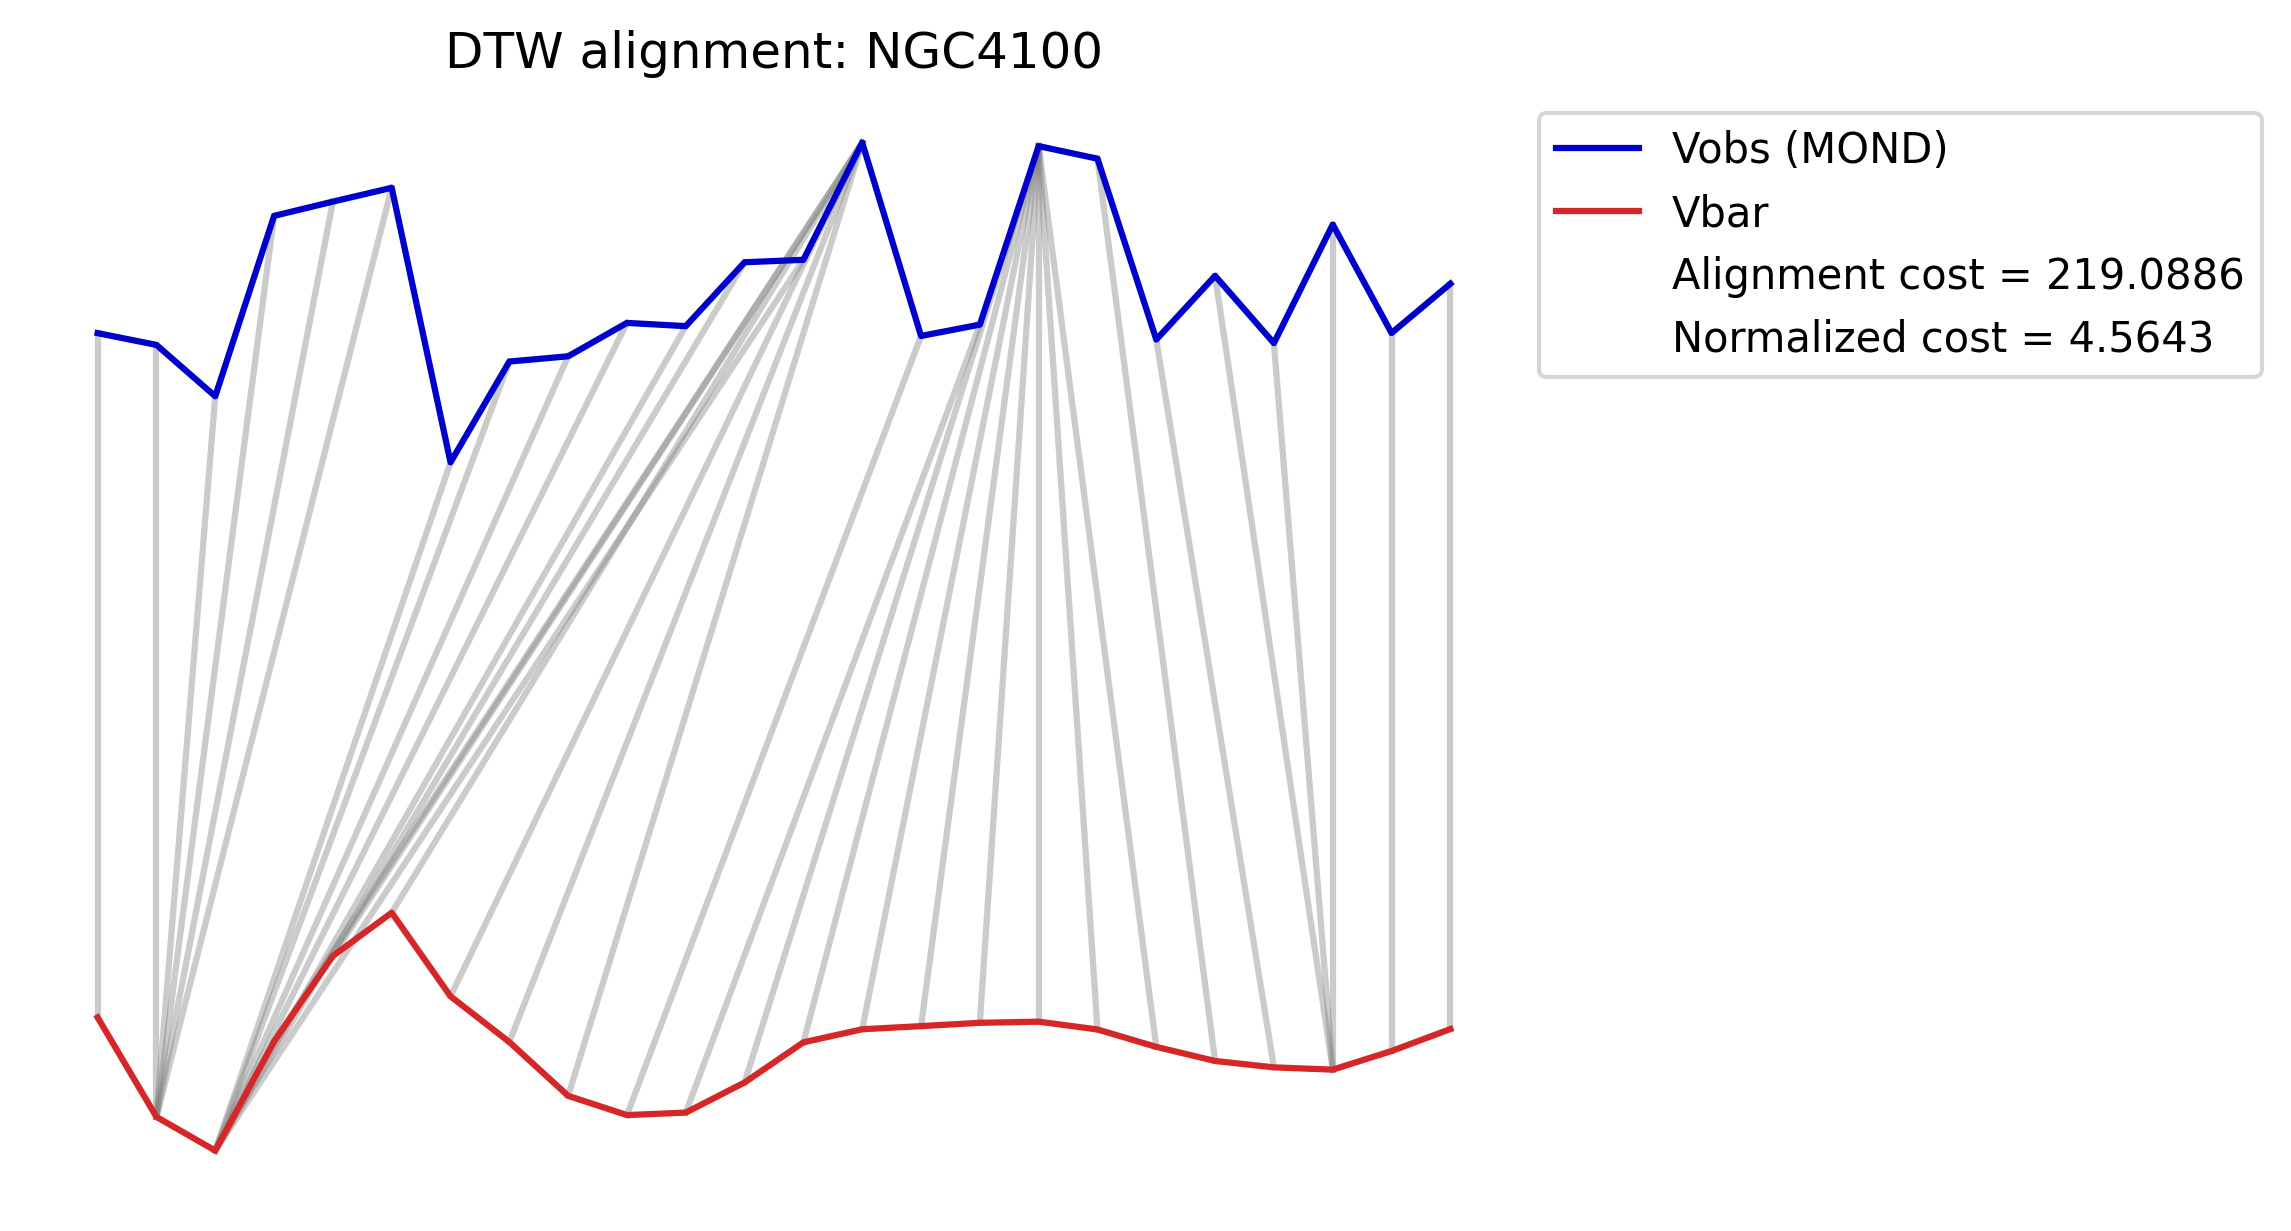 DTW alignment: NGC4100
Vobs (MOND)
Vbar
Alignment cost = 219.0886
Normalized cost = 4.5643